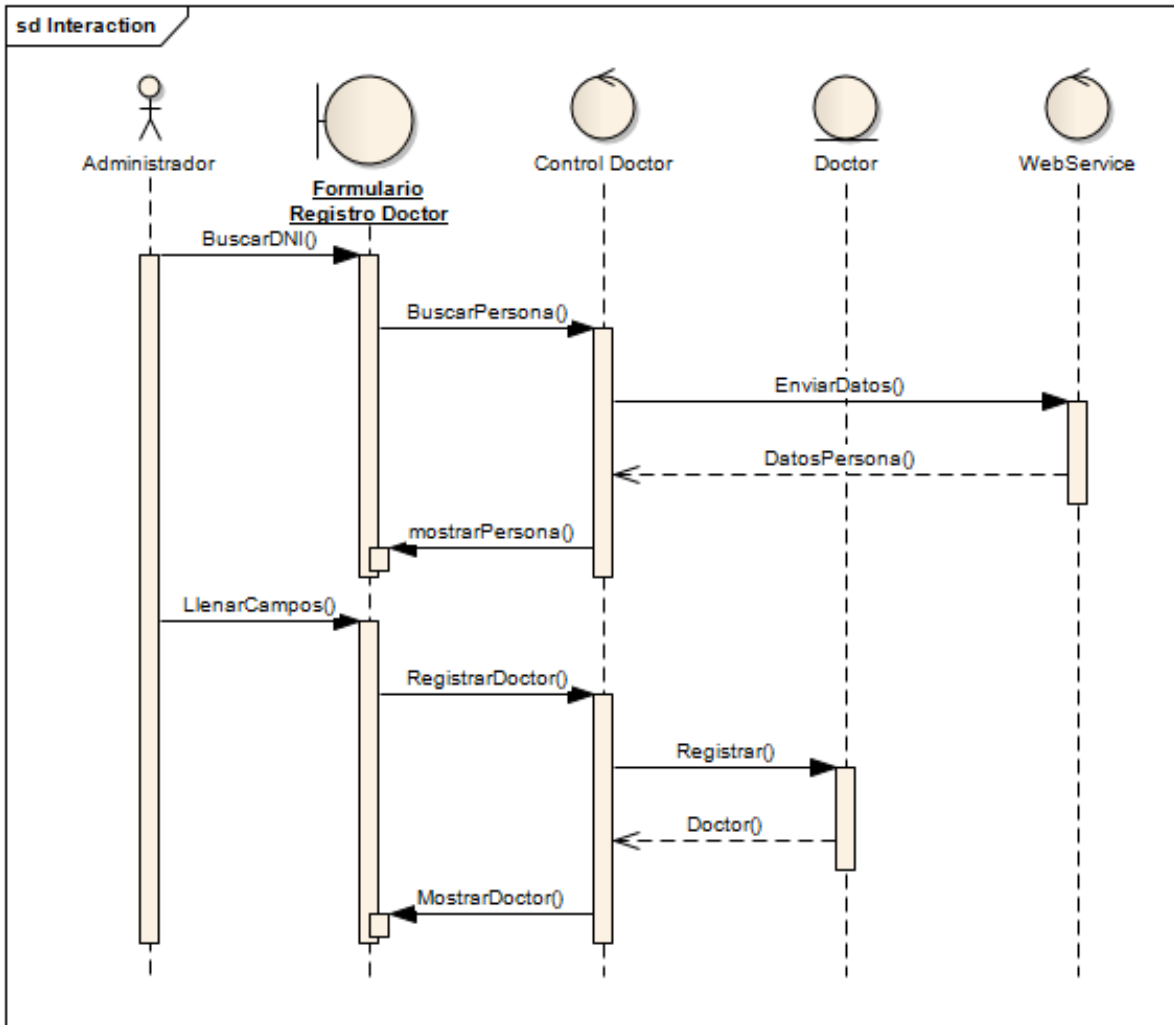 sd Interaction
Administrador
Formulario
Registro Doctor
Control Doctor
Doctor
WebService
BuscarDNI()
BuscarPersona()
EnviarDatos()
DatosPersona()
mostrarPersona()
LlenarCampos()
RegistrarDoctor()
Registrar()
Doctor()
MostrarDoctor()